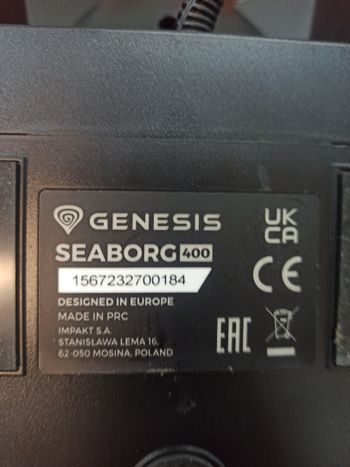 GENESIS
UK
CA
SEABORG 400
1567232700184
CE
DESIGNED IN EUROPE
MADE IN PRC
IMPAKT S.A.
STANISŁAWA LEMA 16,
62-050 MOSINA, POLAND
EAC